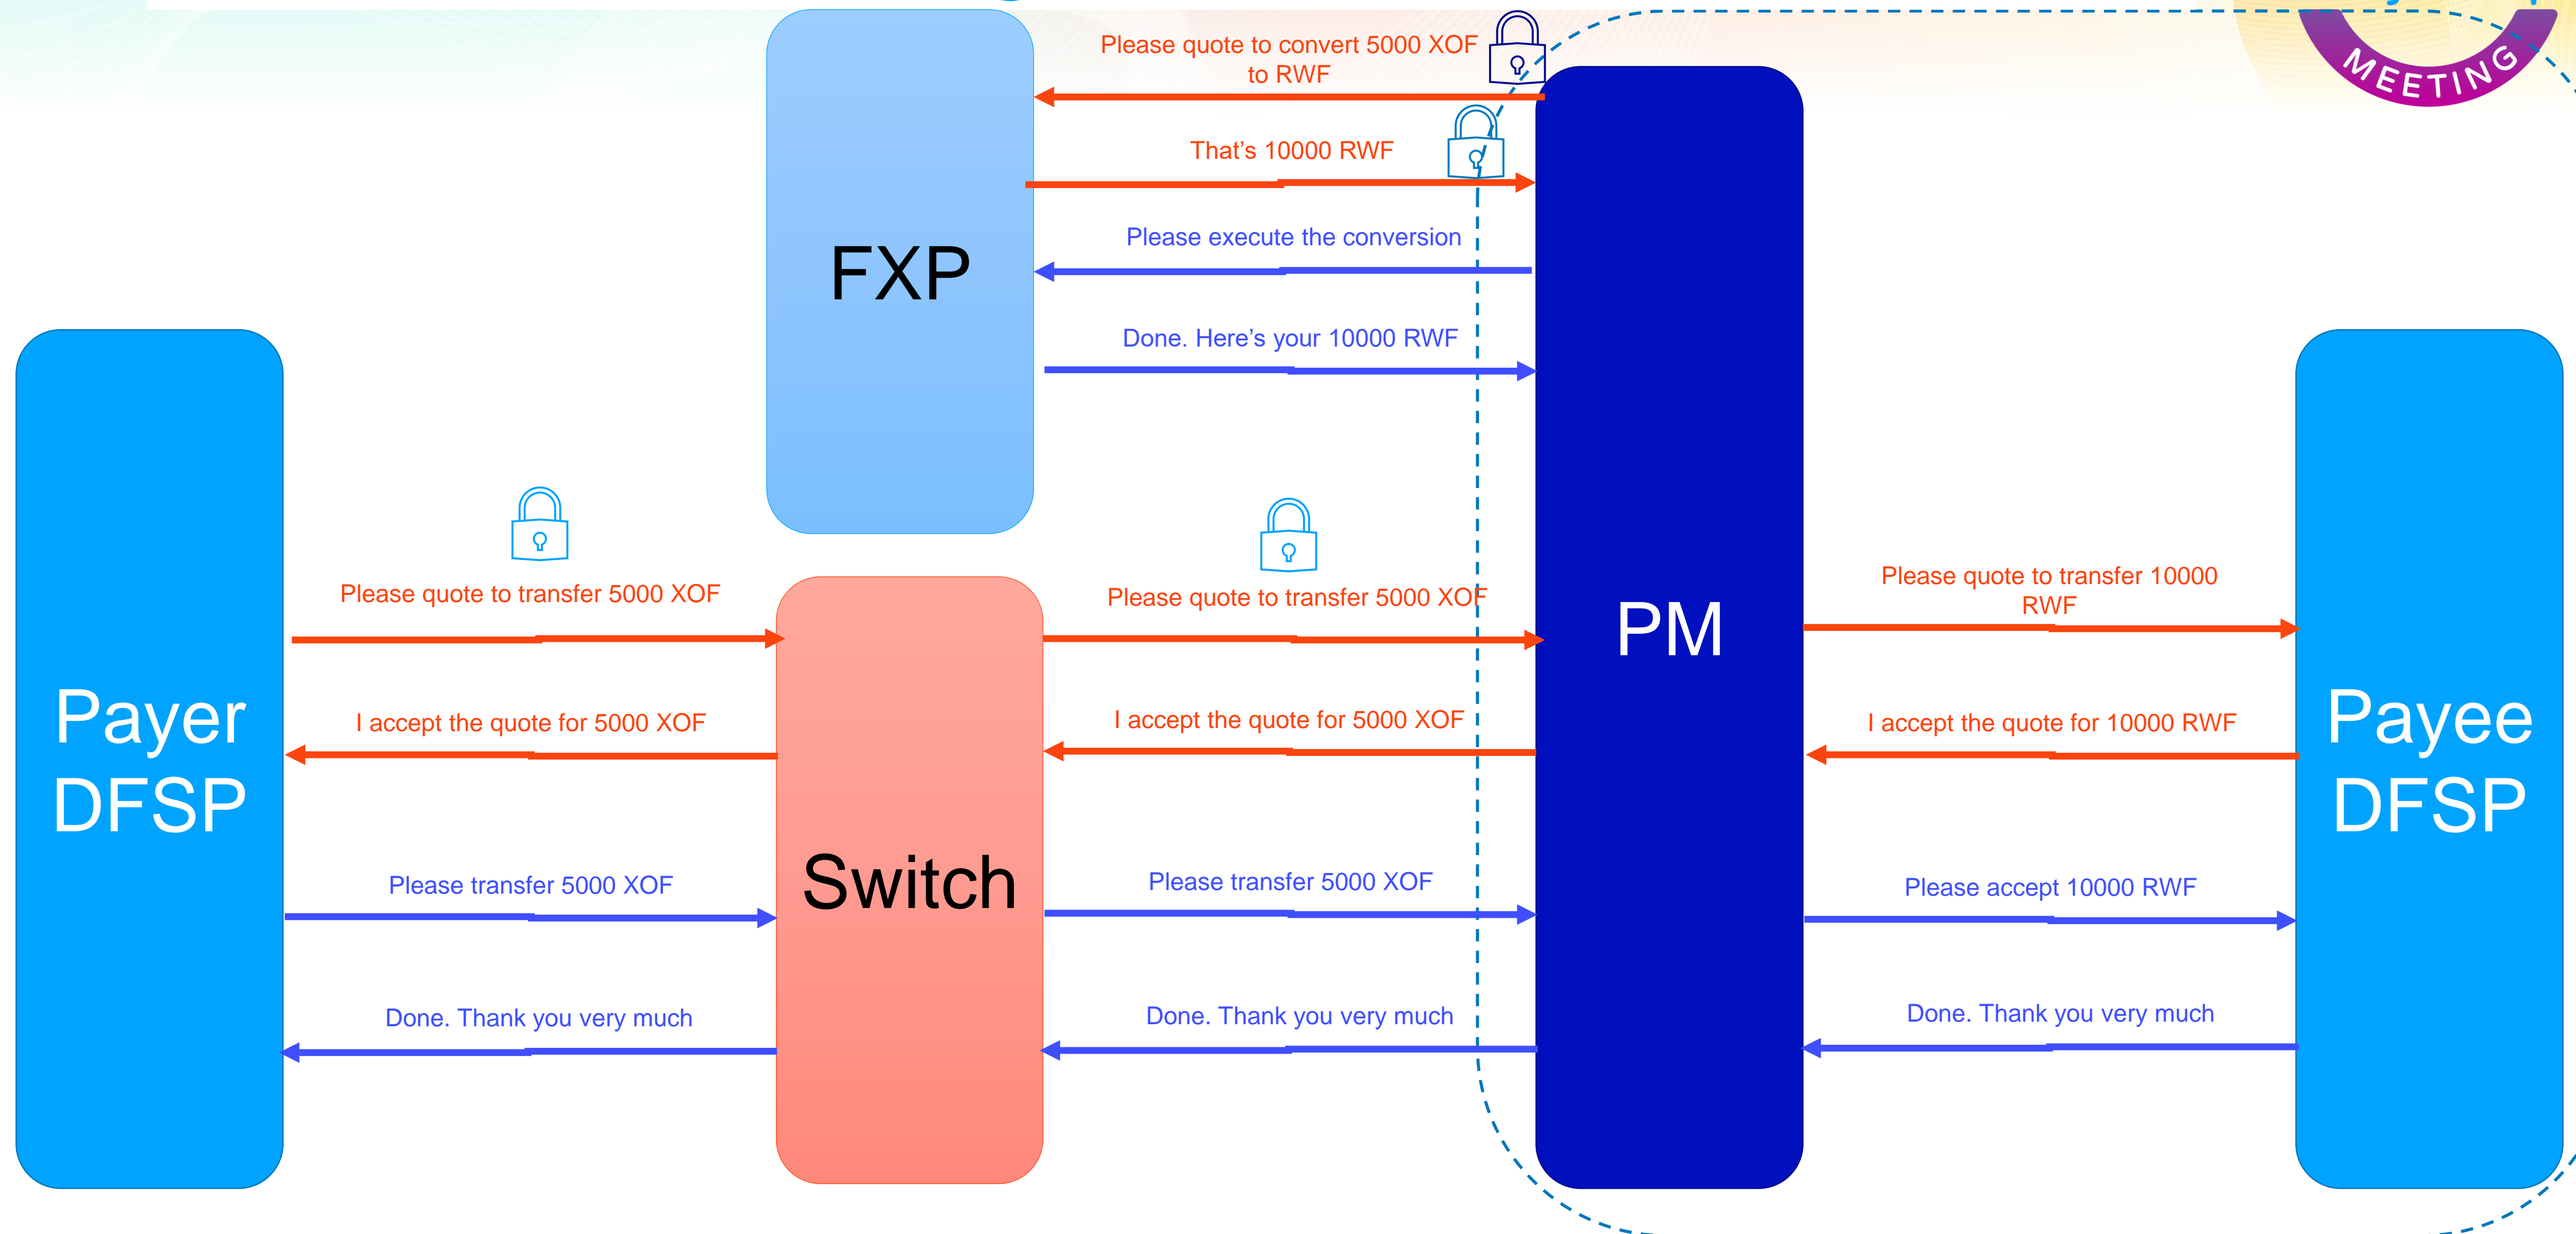 MEETING
Please quote to convert 5000 XOF
to RWF
That's 10000 RWF
Please execute the conversion
Done. Here’s your 10000 RWF
FXP
PM
Please quote to transfer 5000 XOF
Please quote to transfer 5000 XOF
Please quote to transfer 10000
RWF
I accept the quote for 5000 XOF
I accept the quote for 5000 XOF
I accept the quote for 10000 RWF
Payer
DFSP
Switch
Payee
DFSP
Please transfer 5000 XOF
Please transfer 5000 XOF
Please accept 10000 RWF
Done. Thank you very much
Done. Thank you very much
Done. Thank you very much